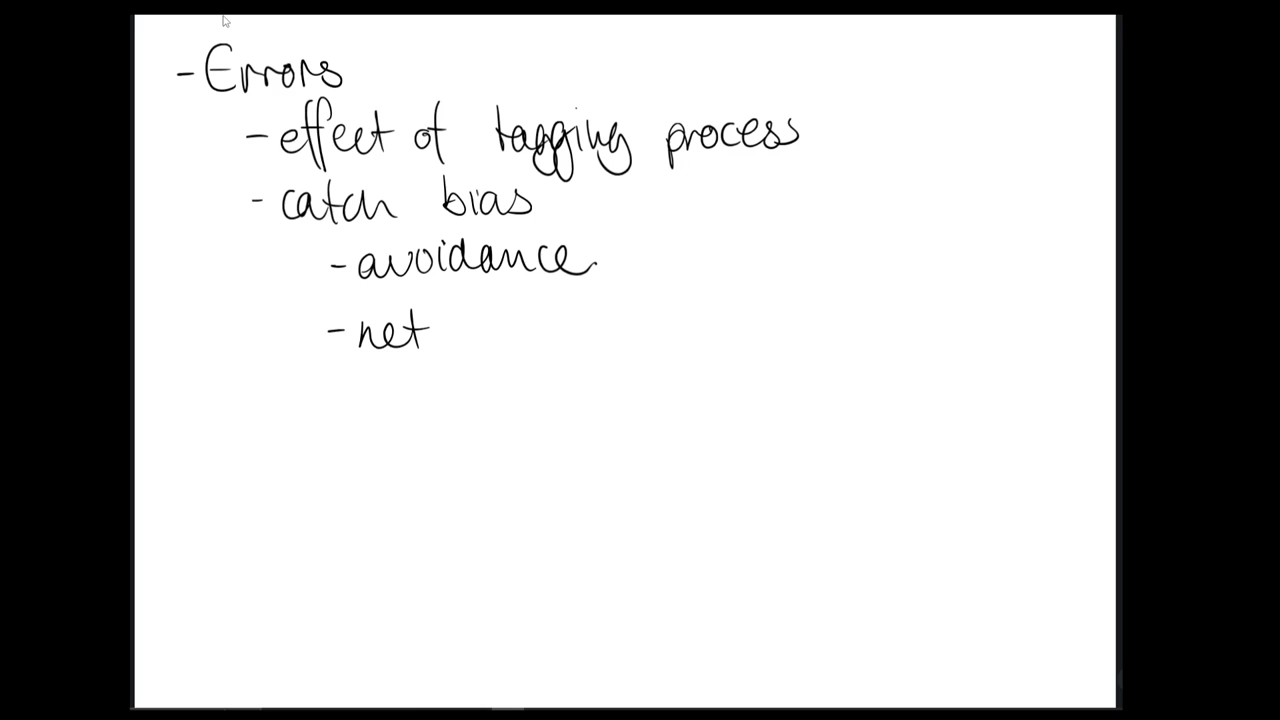 - Errors
- effect of tagging process
- catch bias
- avoidance
- net